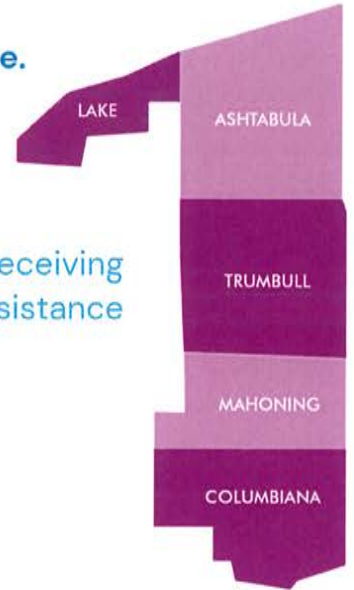 e.
LAKE
ASHTABULA
eceiving
sistance
TRUMBULL
MAHONING
COLUMBIANA